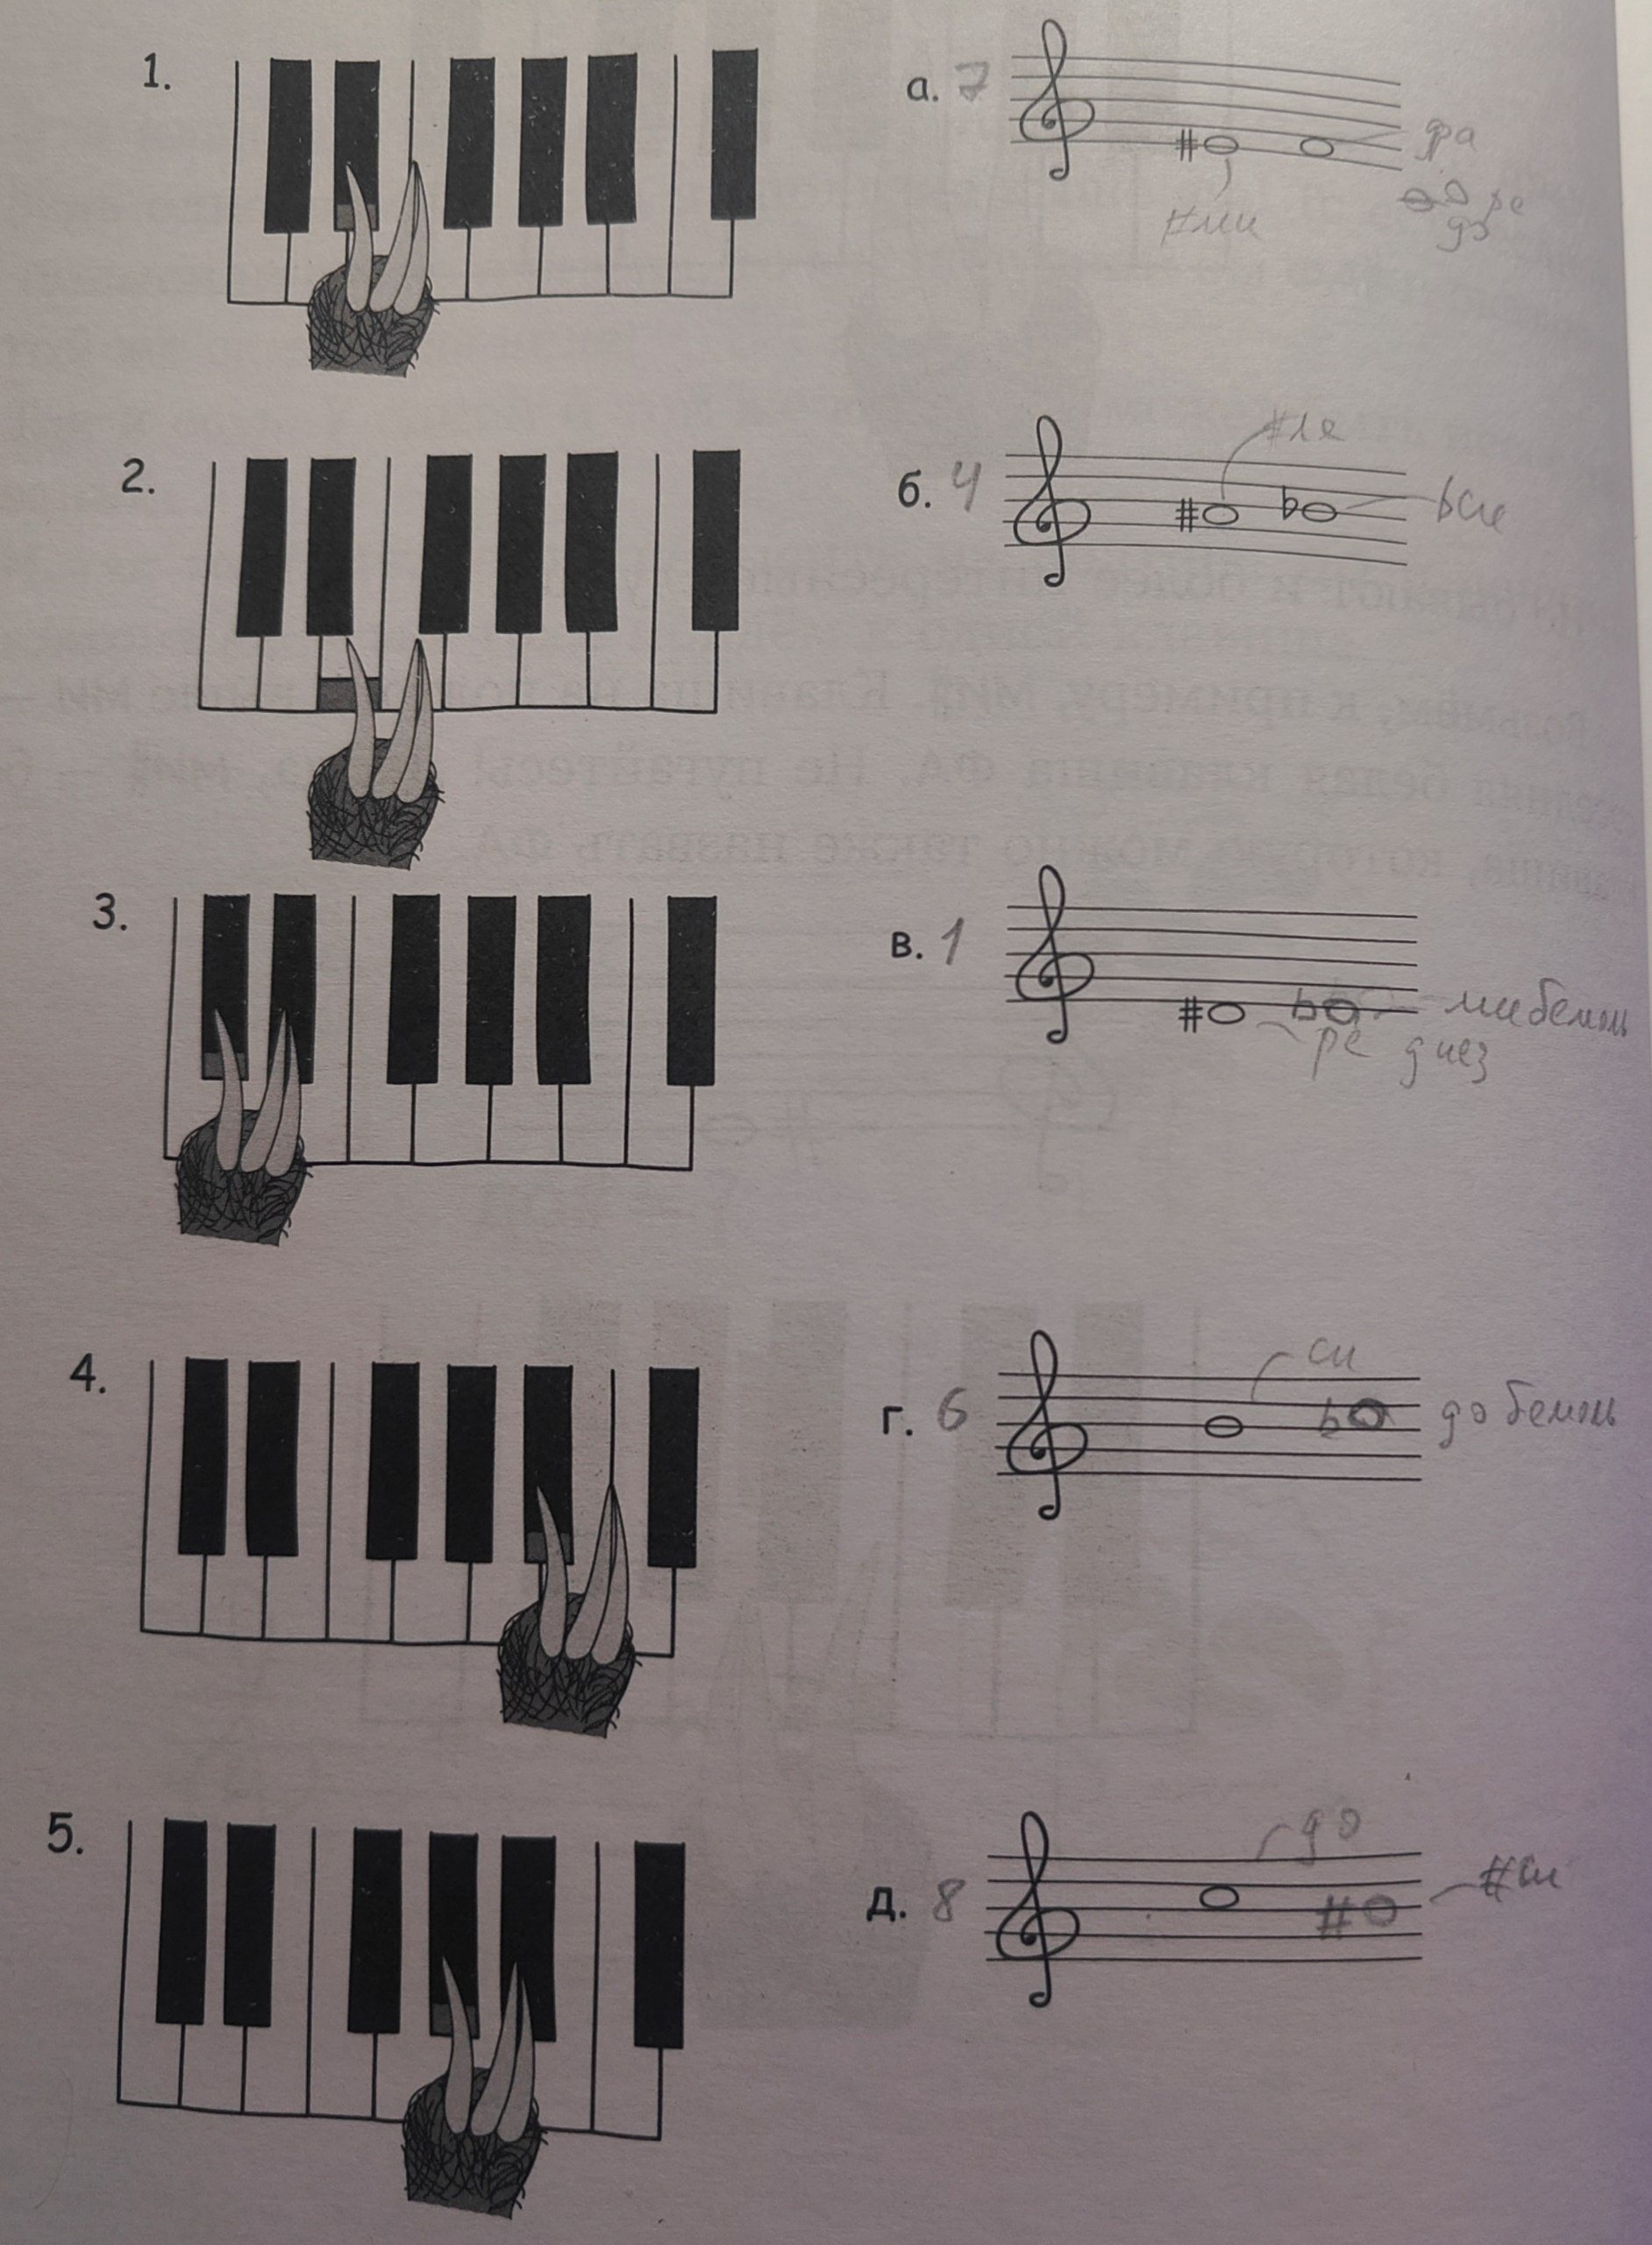 1.
а. 7
фа
ре
до
#ми
2.
б. 4
#ля
bси
3.
в. 1
ми бемоль
ре диез
4.
г. 6
си
до бемоль
5.
д. 8
до
#си